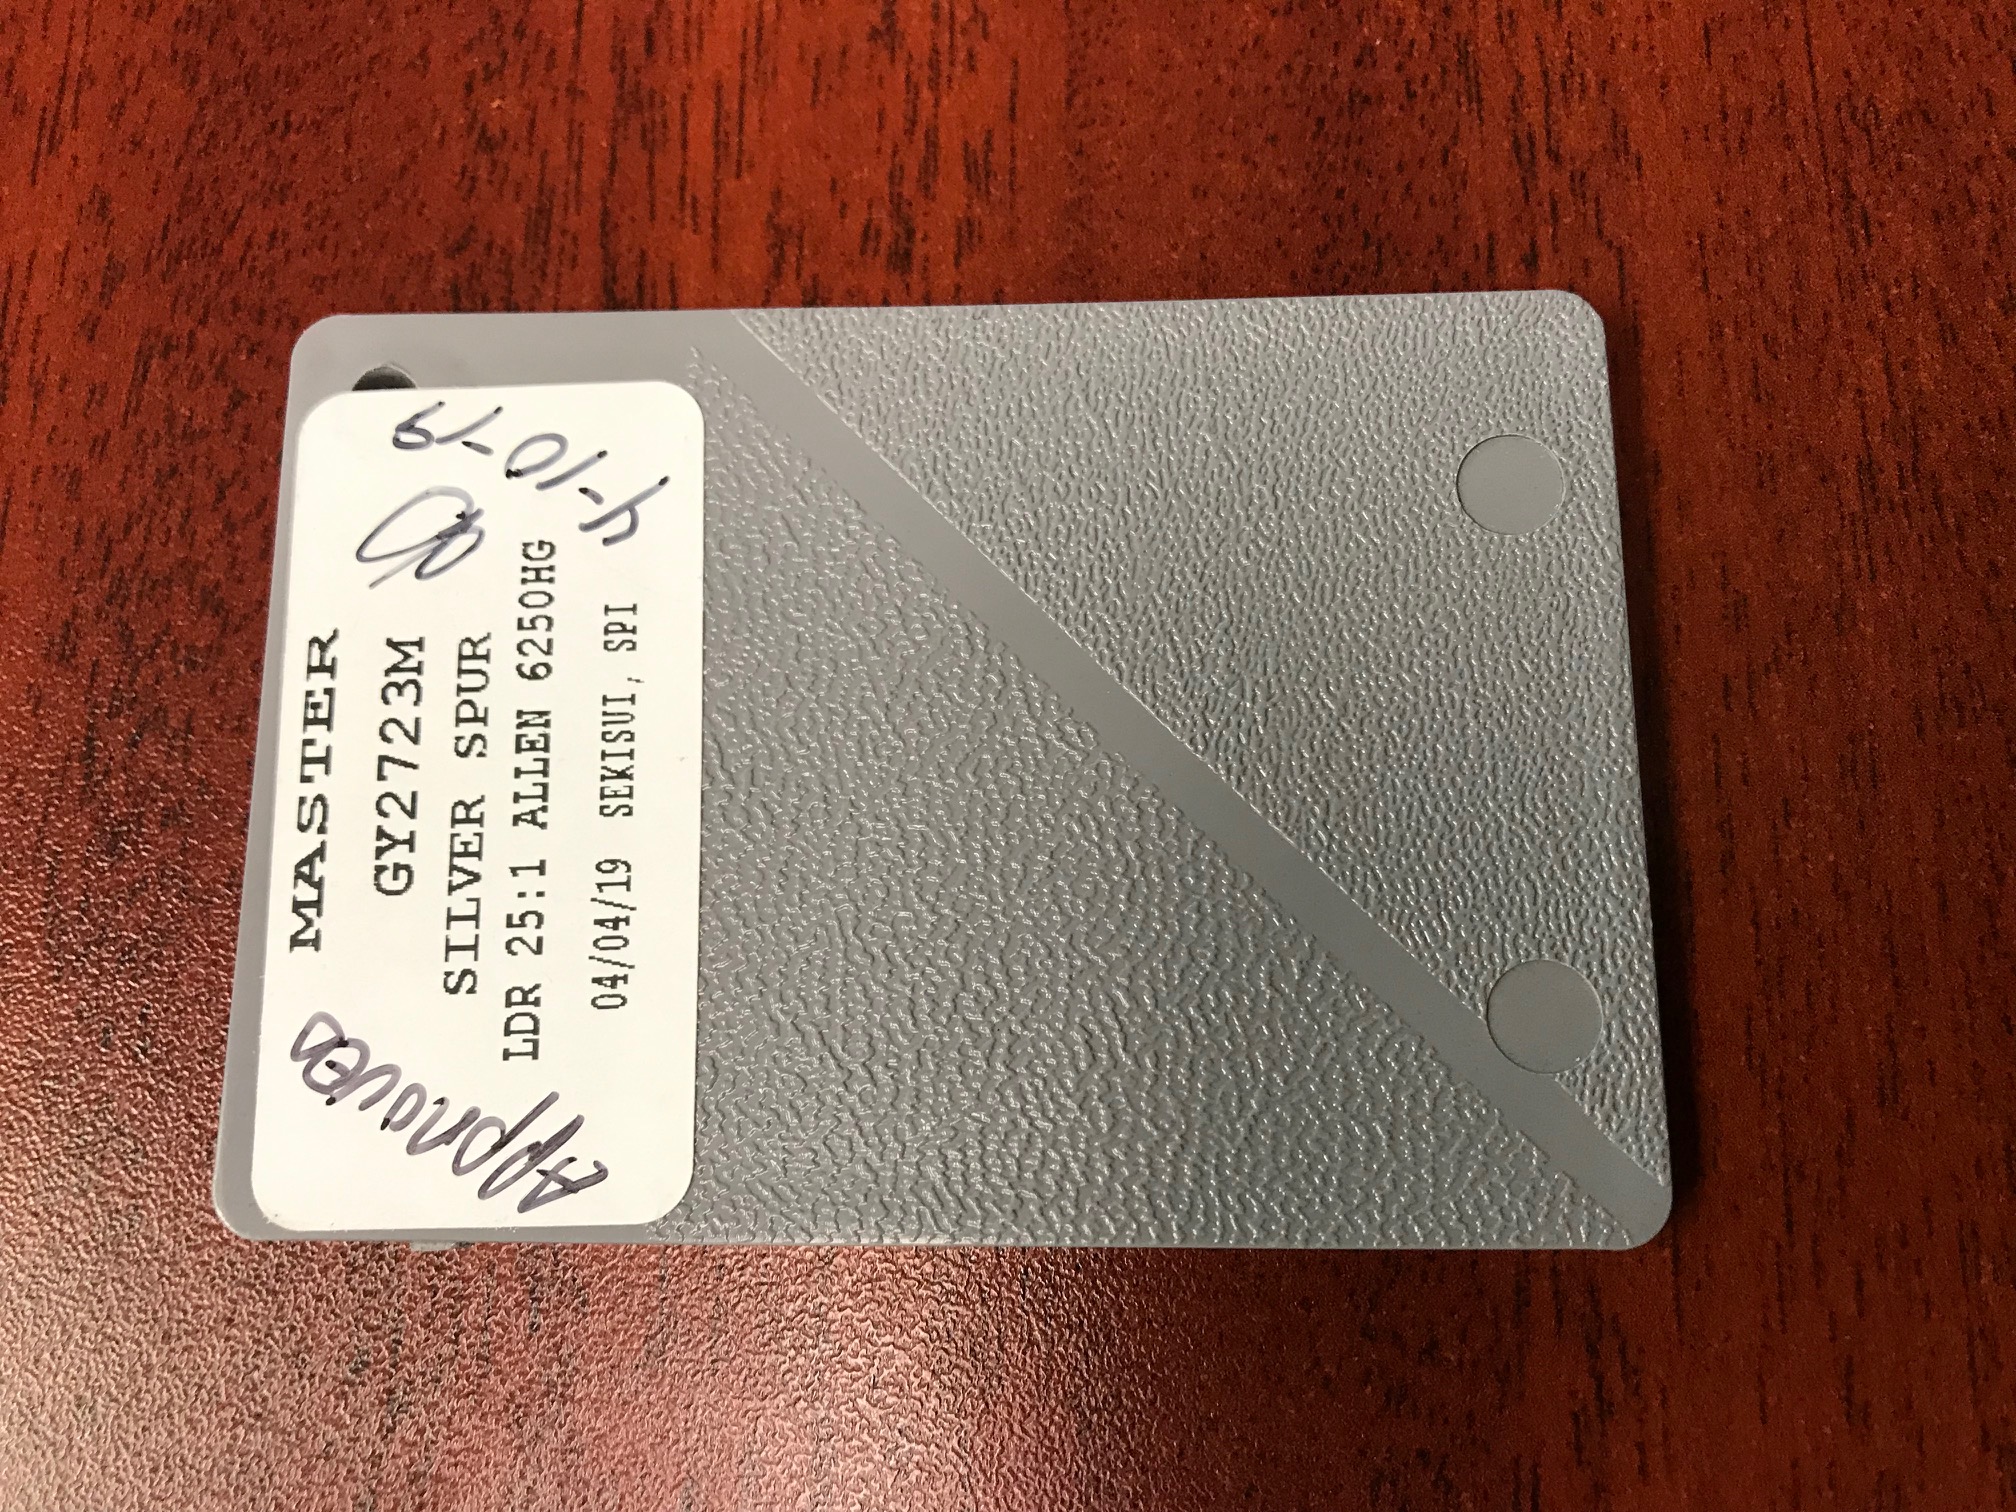 MASTER
GY2723M
SILVER SPUR
LDR 25:1 ALLEN 6250HG
04/04/19 SEKISUI, SPI
Approved
4-10-19